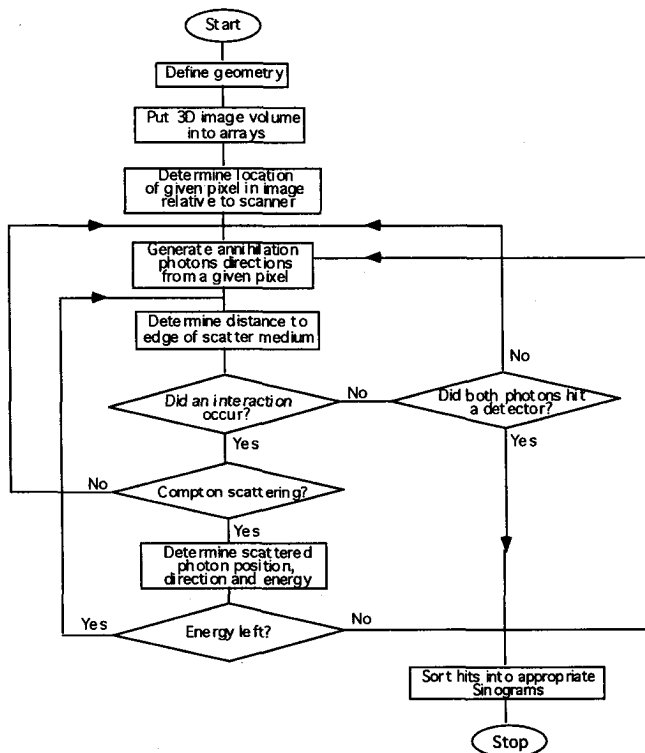 Start
Define geometry
Put 3D image volume
into arrays
Determine location
of given pixel in image
relative to scanner
Generate annihilation
photons directions
from a given pixel
Determine distance to
edge of scatter medium
No
Did an interaction
occur?
No
Did both photons hit
a detector?
Yes
Yes
No
Compton scattering?
Yes
Determine scattered
photon position,
direction and energy
Yes
Energy left?
No
Sort hits into appropriate
Sinograms
Stop